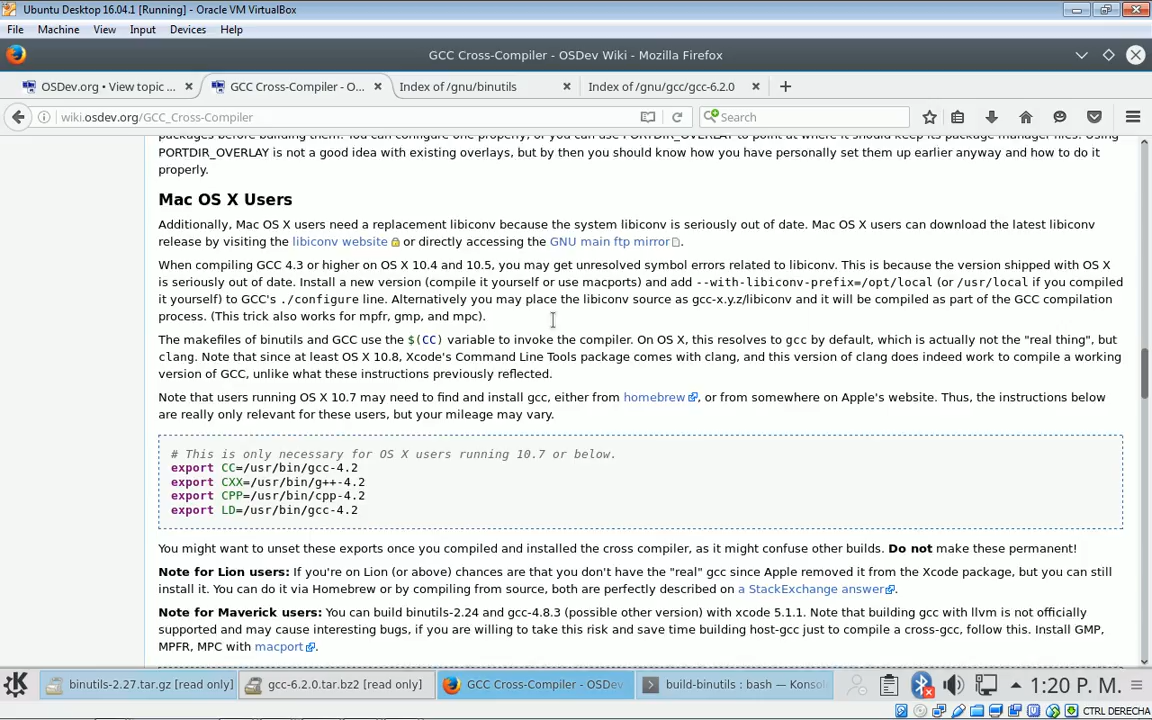 Ubuntu Desktop 16.04.1 [Running] - Oracle VM VirtualBox
File Machine View Input Devices Help
GCC Cross-Compiler - OSDev Wiki - Mozilla Firefox
OSDev.org • View topic ... GCC Cross-Compiler - O... Index of /gnu/binutils Index of /gnu/gcc/gcc-6.2.0
wiki.osdev.org/GCC_Cross-Compiler Search
packages before building them. You can configure one properly, or you can use PORTDIR_OVERLAY to point at where it should keep its package manager files. Using
PORTDIR_OVERLAY is not a good idea with existing overlays, but by then you should know how you have personally set them up earlier anyway and how to do it
properly.
Mac OS X Users
Additionally, Mac OS X users need a replacement libiconv because the system libiconv is seriously out of date. Mac OS X users can download the latest libiconv
release by visiting the libiconv website or directly accessing the GNU main ftp mirror.
When compiling GCC 4.3 or higher on OS X 10.4 and 10.5, you may get unresolved symbol errors related to libiconv. This is because the version shipped with OS X
is seriously out of date. Install a new version (compile it yourself or use macports) and add --with-libiconv-prefix=/opt/local (or /usr/local if you compiled
it yourself) to GCC's ./configure line. Alternatively you may place the libiconv source as gcc-x.y.z/libiconv and it will be compiled as part of the GCC compilation
process. (This trick also works for mpfr, gmp, and mpc).
The makefiles of binutils and GCC use the $(CC) variable to invoke the compiler. On OS X, this resolves to gcc by default, which is actually not the "real thing", but
clang. Note that since at least OS X 10.8, Xcode's Command Line Tools package comes with clang, and this version of clang does indeed work to compile a working
version of GCC, unlike what these instructions previously reflected.
Note that users running OS X 10.7 may need to find and install gcc, either from homebrew, or from somewhere on Apple's website. Thus, the instructions below
are really only relevant for these users, but your mileage may vary.
# This is only necessary for OS X users running 10.7 or below.
export CC=/usr/bin/gcc-4.2
export CXX=/usr/bin/g++-4.2
export CPP=/usr/bin/cpp-4.2
export LD=/usr/bin/gcc-4.2
You might want to unset these exports once you compiled and installed the cross compiler, as it might confuse other builds. Do not make these permanent!
Note for Lion users: If you're on Lion (or above) chances are that you don't have the "real" gcc since Apple removed it from the Xcode package, but you can still
install it. You can do it via Homebrew or by compiling from source, both are perfectly described on a StackExchange answer.
Note for Maverick users: You can build binutils-2.24 and gcc-4.8.3 (possible other version) with xcode 5.1.1. Note that building gcc with llvm is not officially
supported and may cause interesting bugs, if you are willing to take this risk and save time building host-gcc just to compile a cross-gcc, follow this. Install GMP,
MPFR, MPC with macport.
binutils-2.27.tar.gz [read only] gcc-6.2.0.tar.bz2 [read only] GCC Cross-Compiler - OSDev build-binutils : bash — Konsol 1:20 P. M.
CTRL DERECHA